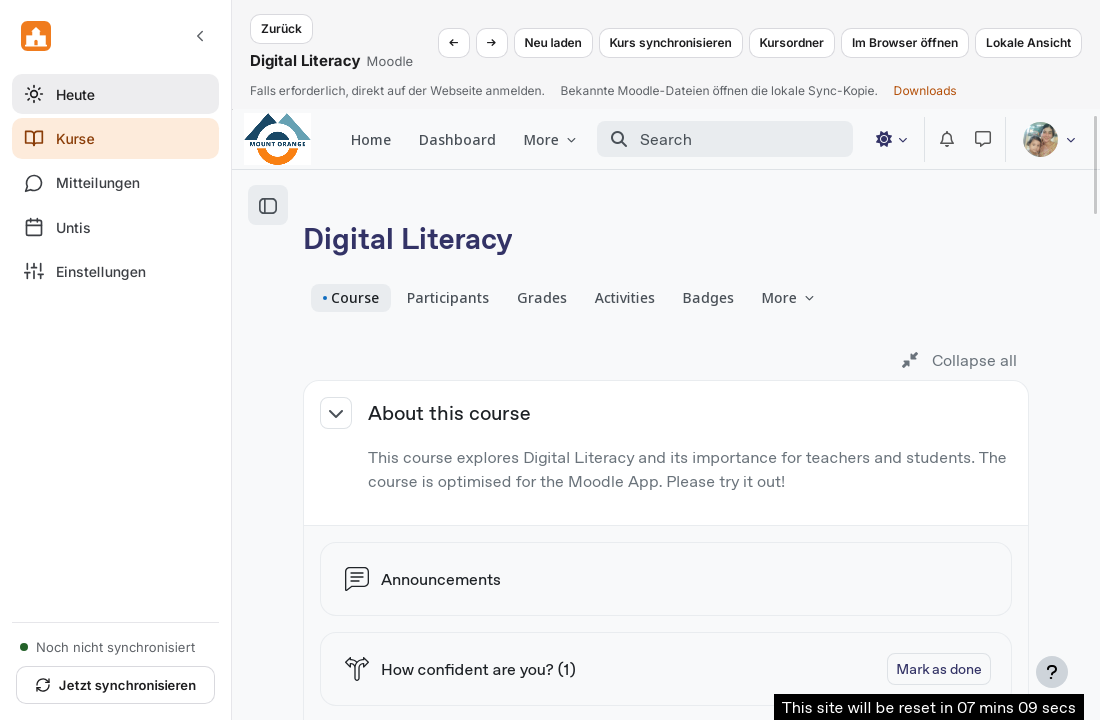 Heute
Kurse
Mitteilungen
Untis
Einstellungen
Noch nicht synchronisiert
Jetzt synchronisieren
Zurück
Digital Literacy Moodle
← → Neu laden Kurs synchronisieren Kursordner Im Browser öffnen Lokale Ansicht
Falls erforderlich, direkt auf der Webseite anmelden. Bekannte Moodle-Dateien öffnen die lokale Sync-Kopie. Downloads
MOUNT ORANGE
Home Dashboard More Search
Digital Literacy
• Course Participants Grades Activities Badges More
Collapse all
About this course
This course explores Digital Literacy and its importance for teachers and students. The
course is optimised for the Moodle App. Please try it out!
Announcements
How confident are you? (1) Mark as done
?
This site will be reset in 07 mins 09 secs